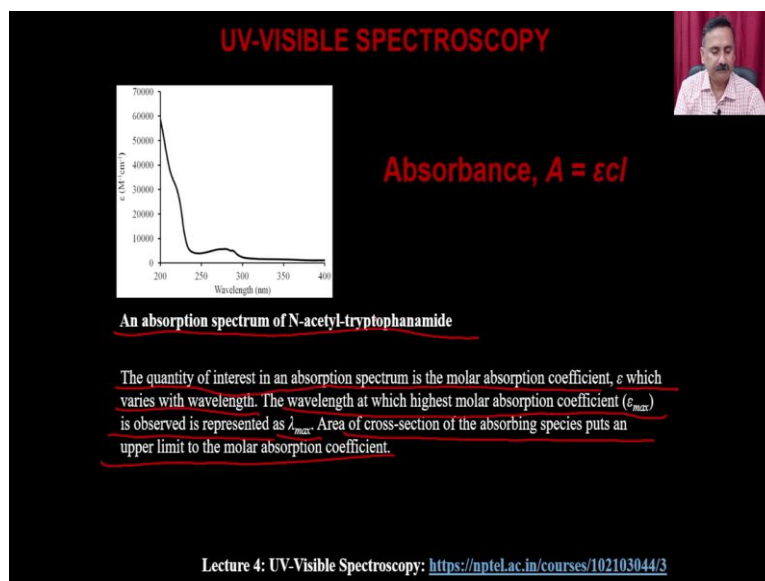 UV-VISIBLE SPECTROSCOPY
70000
60000
50000
40000
30000
20000
10000
0
ε (M⁻¹cm⁻¹)
200 250 300 350 400
Wavelength (nm)
Absorbance, A = εcl
An absorption spectrum of N-acetyl-tryptophanamide
The quantity of interest in an absorption spectrum is the molar absorption coefficient, ε which
varies with wavelength. The wavelength at which highest molar absorption coefficient (εmax)
is observed is represented as λmax. Area of cross-section of the absorbing species puts an
upper limit to the molar absorption coefficient.
Lecture 4: UV-Visible Spectroscopy: https://nptel.ac.in/courses/102103044/3